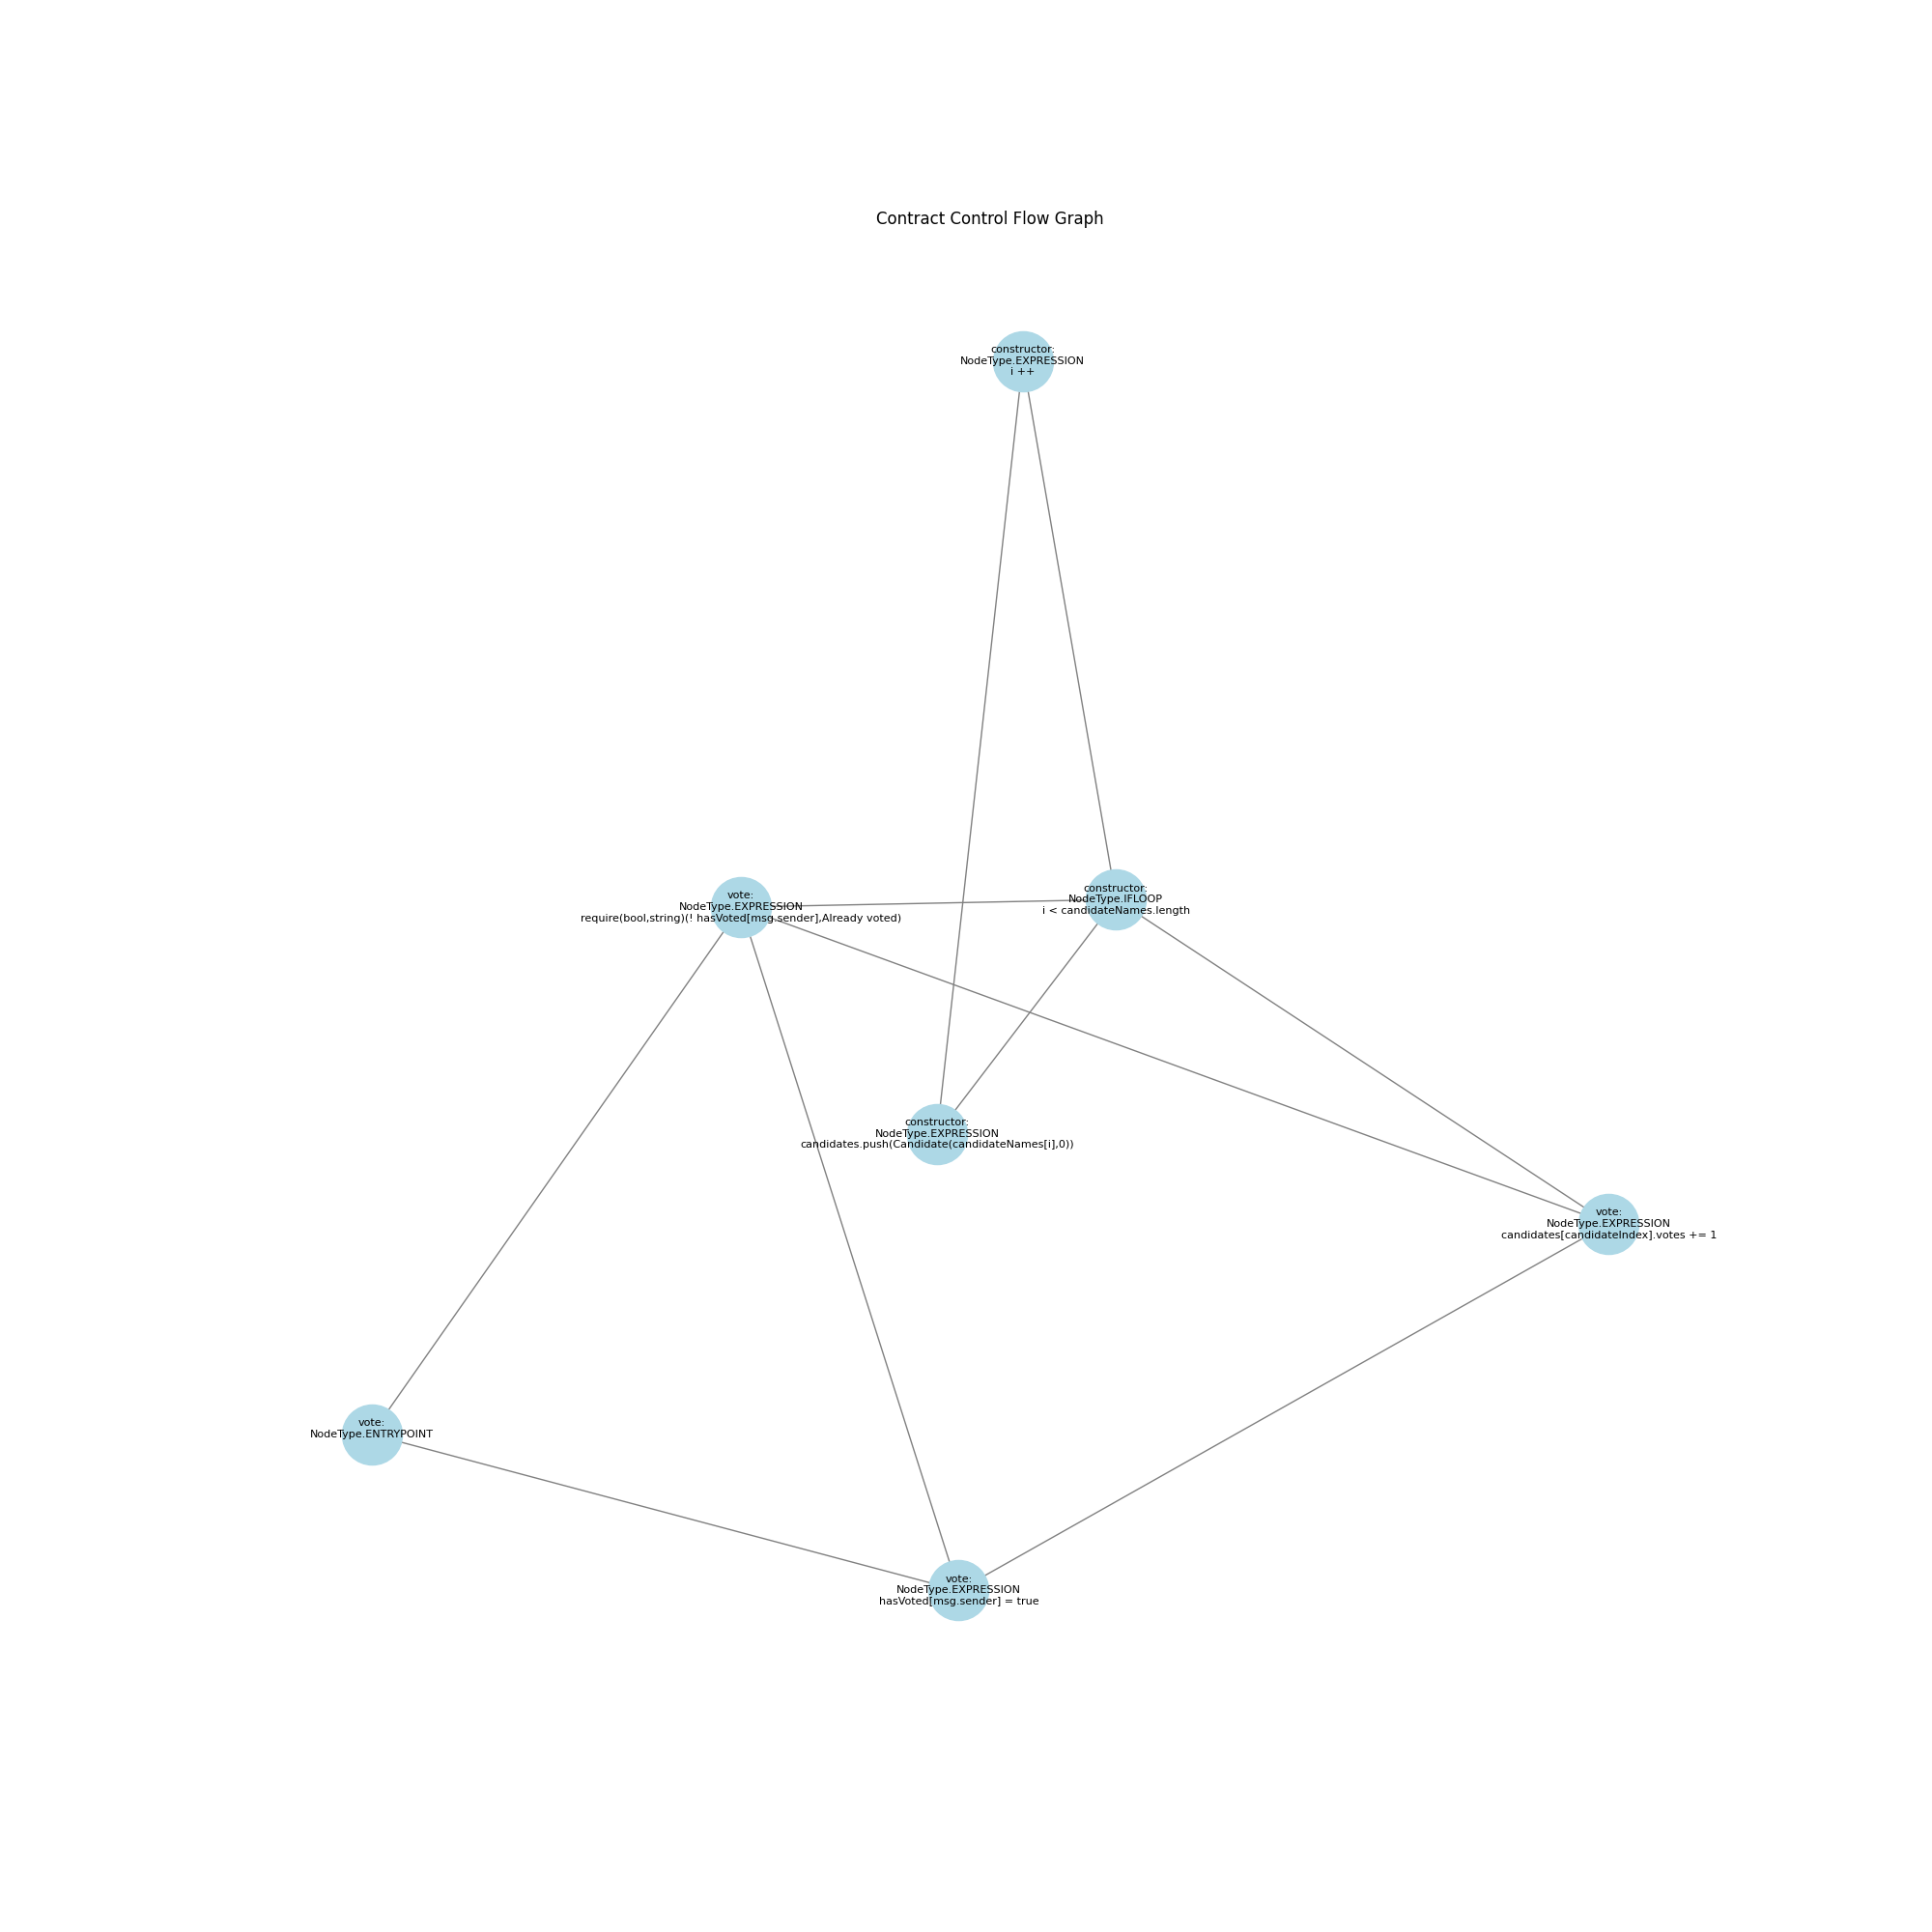 Contract Control Flow Graph
constructor:
NodeType.EXPRESSION
i ++
vote:
NodeType.EXPRESSION
require(bool,string)(! hasVoted[msg.sender],Already voted)
constructor:
NodeType.IFLOOP
i < candidateNames.length
constructor:
NodeType.EXPRESSION
candidates.push(Candidate(candidateNames[i],0))
vote:
NodeType.EXPRESSION
candidates[candidateIndex].votes += 1
vote:
NodeType.ENTRYPOINT
vote:
NodeType.EXPRESSION
hasVoted[msg.sender] = true